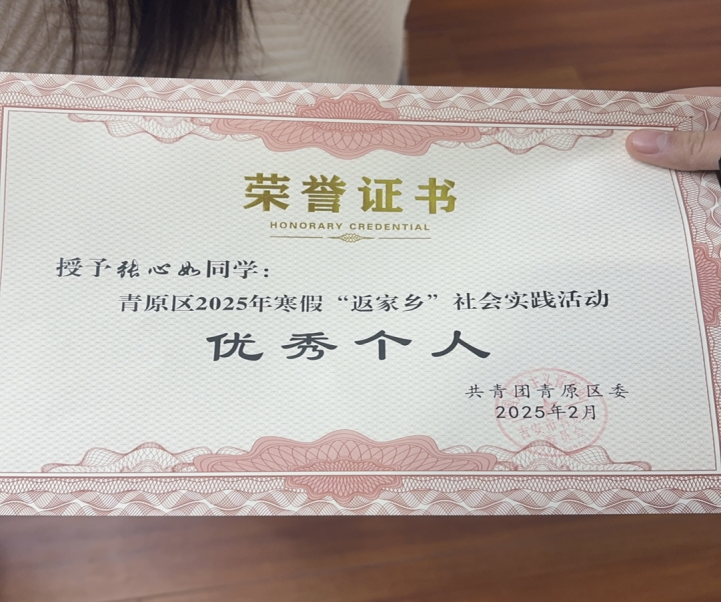 荣誉证书
HONORARY CREDENTIAL
授予张心如同学：
青原区2025年寒假“返家乡”社会实践活动
优秀个人
共青团青原区委
2025年2月